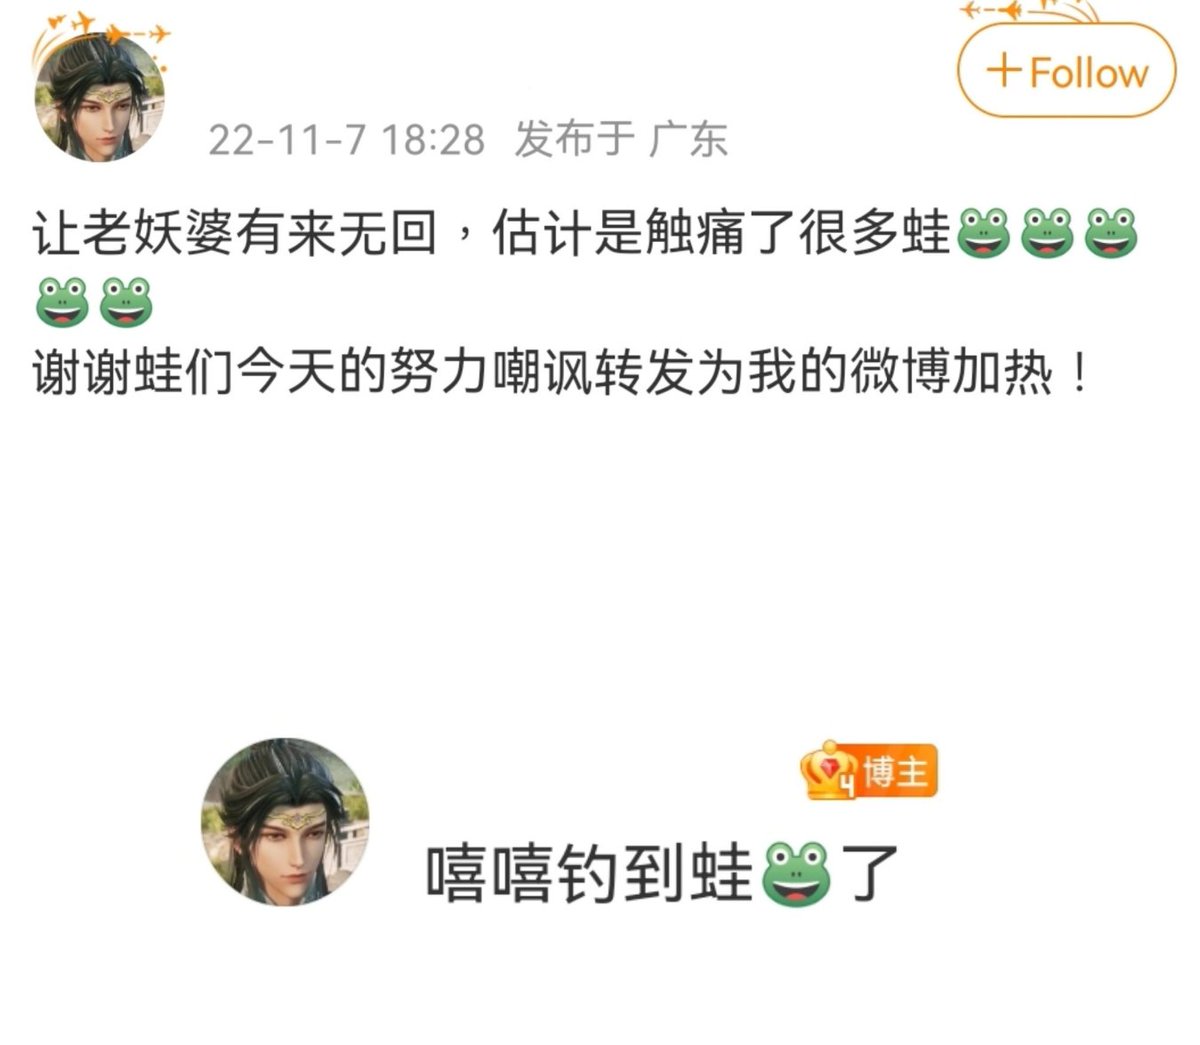 +Follow
22-11-7 18:28 发布于 广东
让老妖婆有来无回，估计是触痛了很多蛙🐸🐸🐸
🐸🐸
谢谢蛙们今天的努力嘲讽转发为我的微博加热！
4 博主
嘻嘻钓到蛙🐸了